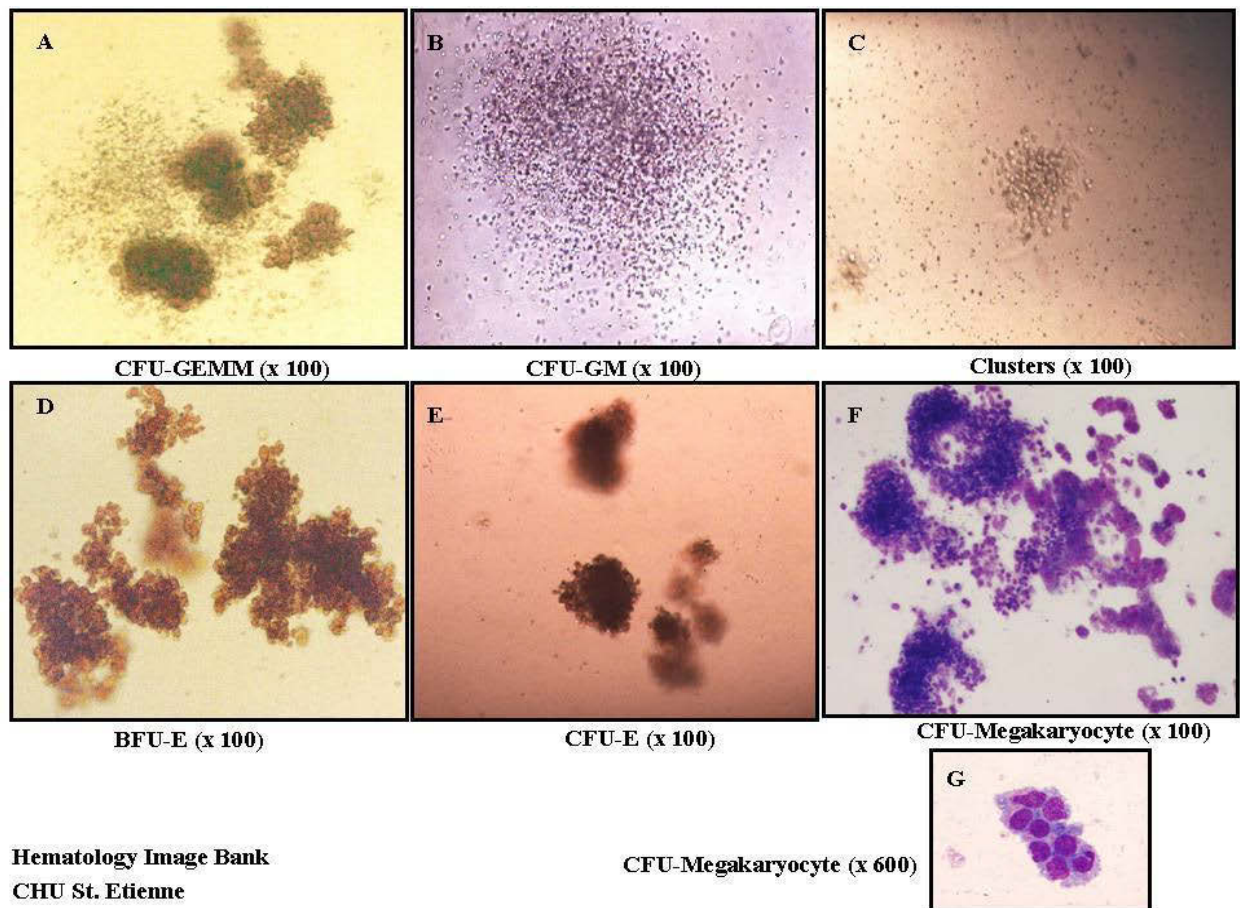 A
B
C
CFU-GEMM (x 100)
CFU-GM (x 100)
Clusters (x 100)
D
E
F
BFU-E (x 100)
CFU-E (x 100)
CFU-Megakaryocyte (x 100)
G
Hematology Image Bank
CFU-Megakaryocyte (x 600)
CHU St. Etienne